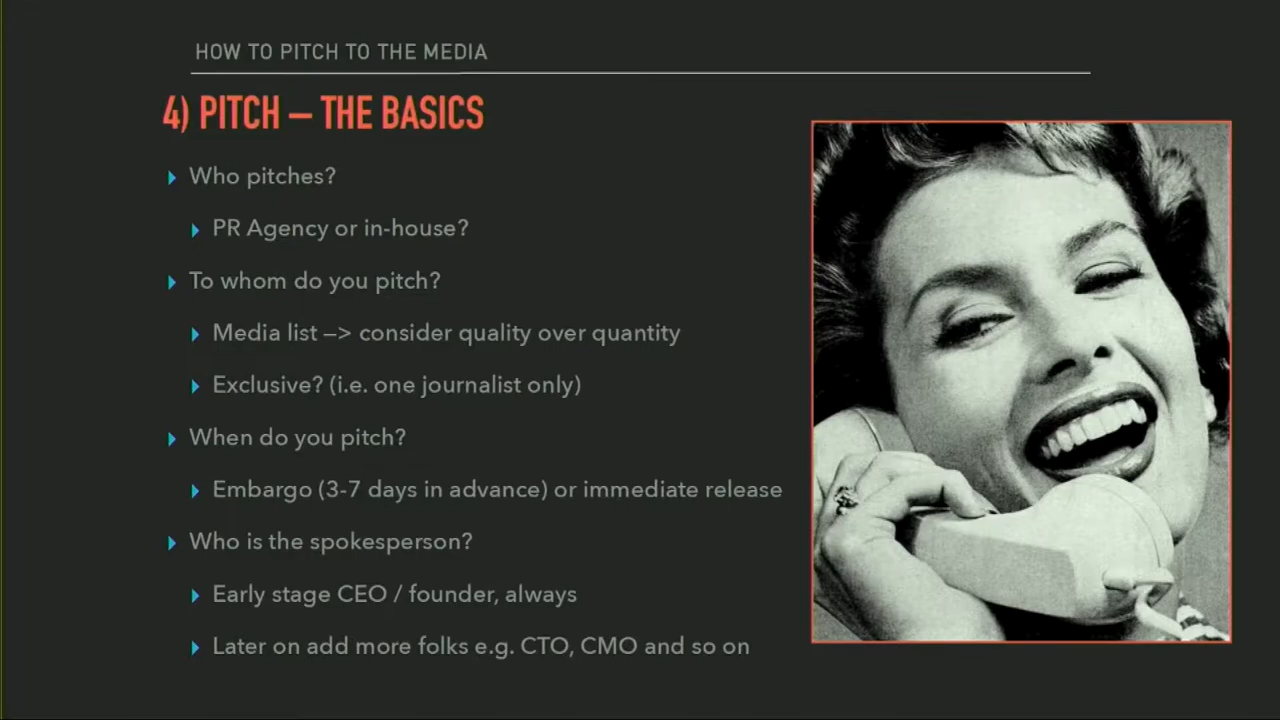 HOW TO PITCH TO THE MEDIA
4) PITCH – THE BASICS
Who pitches?
PR Agency or in-house?
To whom do you pitch?
Media list –> consider quality over quantity
Exclusive? (i.e. one journalist only)
When do you pitch?
Embargo (3-7 days in advance) or immediate release
Who is the spokesperson?
Early stage CEO / founder, always
Later on add more folks e.g. CTO, CMO and so on